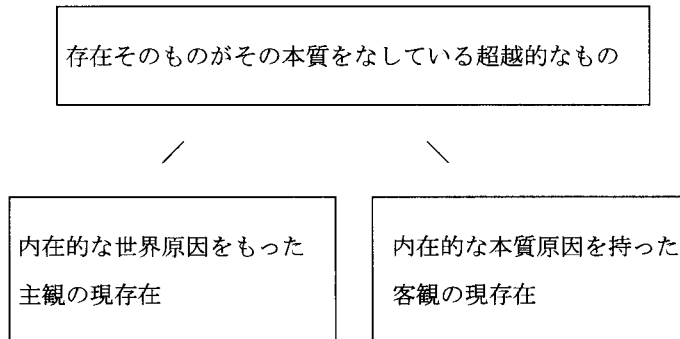 存在そのものがその本質をなしている超越的なもの
内在的な世界原因をもった
主観の現存在
内在的な本質原因を持った
客観の現存在